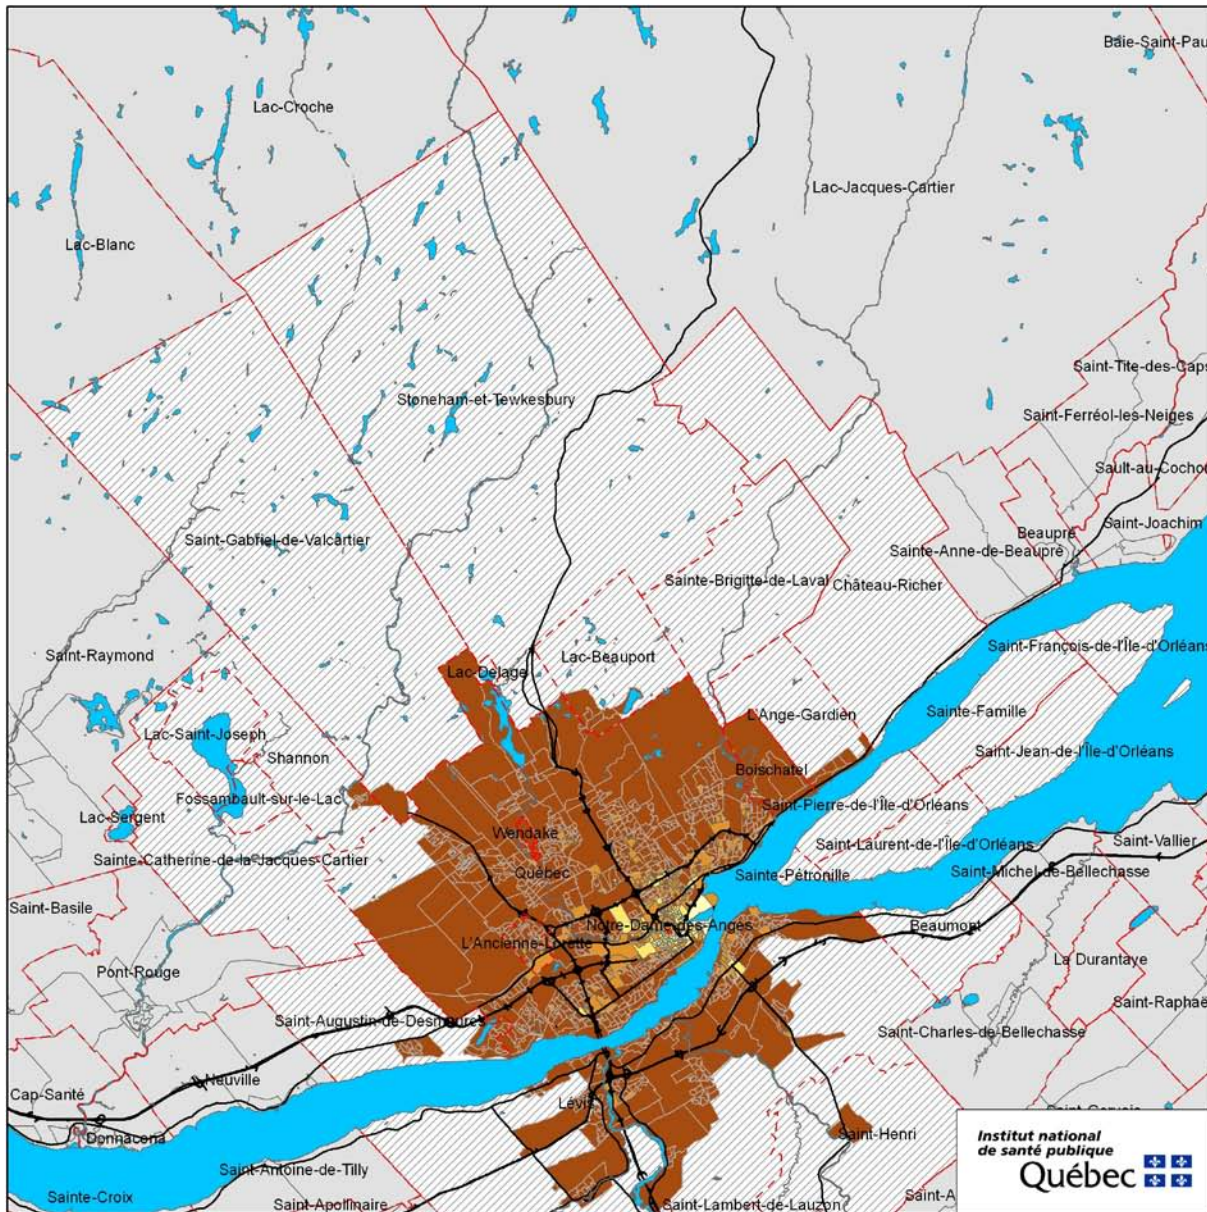 Baie-Saint-Pau
Lac-Croche
Lac-Jacques-Cartier
Lac-Blanc
Saint-Tite-des-Caps
Stoneham-et-Tewkesbury
Saint-Ferréol-les-Neiges
Sault-au-Cochon
Saint-Joachim
Beaupré
Saint-Gabriel-de-Valcartier
Sainte-Anne-de-Beaupré
Sainte-Brigitte-de-Laval
Château-Richer
Saint-François-de-l'Île-d'Orléans
Saint-Raymond
Lac-Beauport
Lac-Delage
Sainte-Famille
L'Ange-Gardien
Lac-Saint-Joseph
Saint-Jean-de-l'Île-d'Orléans
Shannon
Boischatel
Fossambault-sur-le-Lac
Saint-Pierre-de-l'Île-d'Orléans
Lac-Sergent
Wendake
Saint-Vallier
Saint-Laurent-de-l'Île-d'Orléans
Sainte-Catherine-de-la-Jacques-Cartier
Québec
Sainte-Pétronille
Saint-Michel-de-Bellechasse
Saint-Basile
Notre-Dame-des-Anges
Beaumont
L'Ancienne-Lorette
La Durantaye
Pont-Rouge
Saint-Raphaë
Saint-Augustin-de-Desmaures
Saint-Charles-de-Bellechasse
Neuville
Cap-Santé
Lévis
Saint-Gervais
Donnacona
Saint-Henri
Saint-Antoine-de-Tilly
Sainte-Croix
Saint-Apollinaire
Saint-Lambert-de-Lauzon
Saint-A
Institut national
de santé publique
Québec